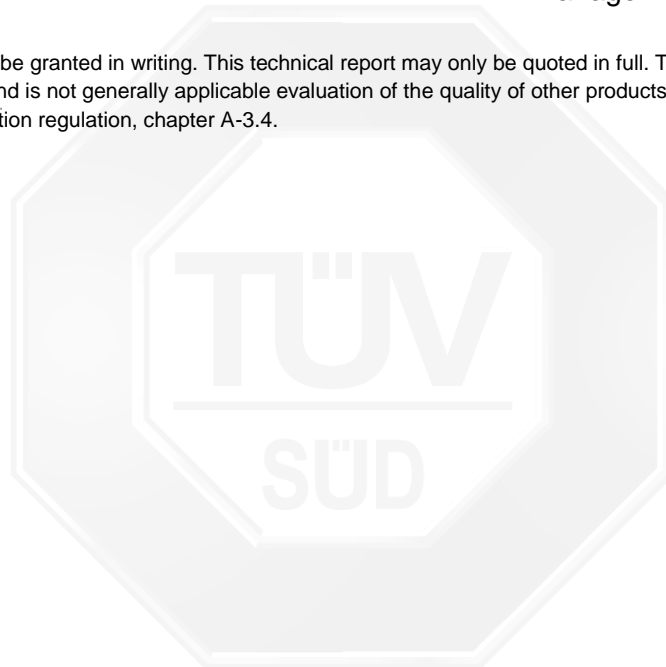 be granted in writing. This technical report may only be quoted in full. T
nd is not generally applicable evaluation of the quality of other products
tion regulation, chapter A-3.4.
TÜV
SÜD